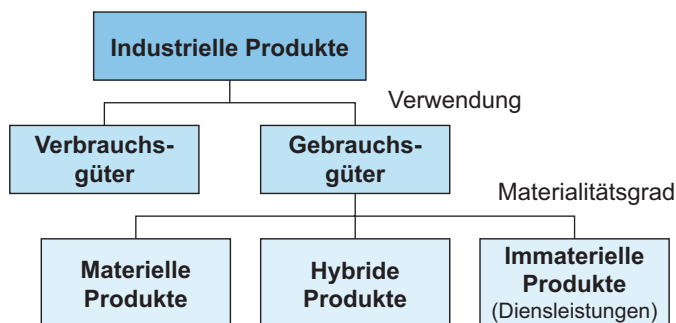 Industrielle Produkte
Verwendung
Verbrauchs-
güter
Gebrauchs-
güter
Materialitätsgrad
Materielle
Produkte
Hybride
Produkte
Immaterielle
Produkte
(Diensleistungen)